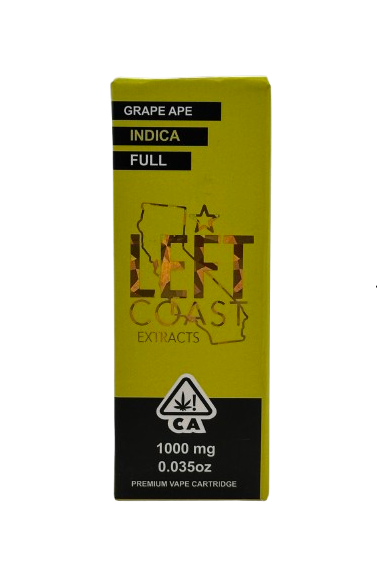 GRAPE APE
INDICA
FULL
LEFT
COAST
EXTRACTS
CA
1000 mg
0.035oz
PREMIUM VAPE CARTRIDGE